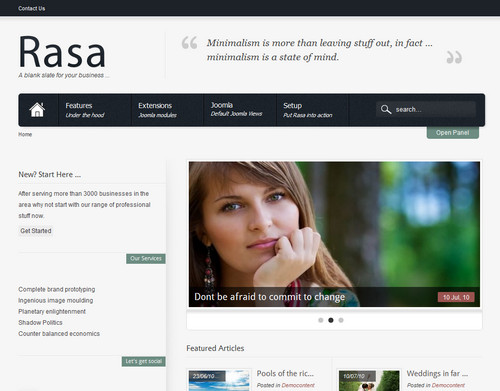 Contact Us
Rasa
A blank slate for your business ...
“ Minimalism is more than leaving stuff out, in fact ...
minimalism is a state of mind. ”
Features
Under the hood
Extensions
Joomla modules
Joomla
Default Joomla Views
Setup
Put Rasa into action
search...
Home
Open Panel
New? Start Here ...
After serving more than 3000 businesses in the
area why not start with our range of professional
stuff now.
Get Started
Our Services
Complete brand prototyping
Ingenious image moulding
Planetary enlightenment
Shadow Politics
Counter balanced economics
Let's get social
Dont be afraid to commit to change
10 Jul, 10
Featured Articles
23/06/10
Pools of the ric...
Posted in Democontent
10/07/10
Weddings in far ...
Posted in Democontent